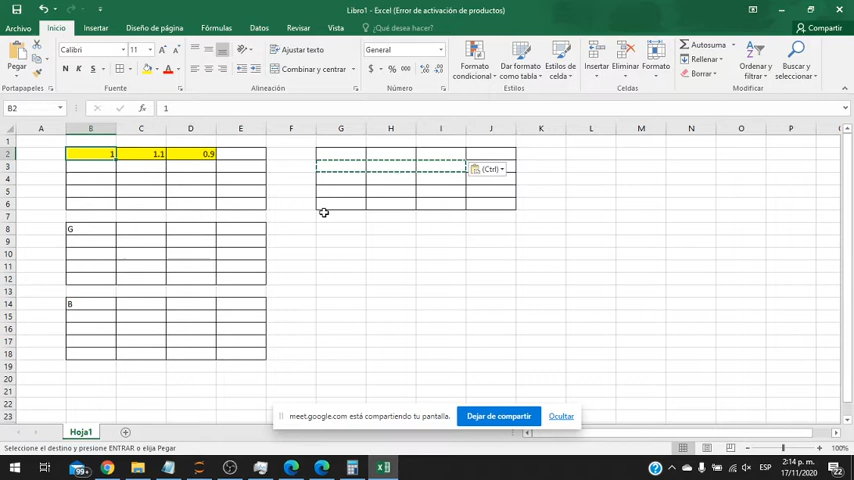 Libro1 - Excel (Error de activación de productos)
Archivo Inicio Insertar Diseño de página Fórmulas Datos Revisar Vista ¿Qué desea hacer? Compartir
Pegar
Calibri 11
N K S
Ajustar texto
Combinar y centrar
General
$ % 000
Formato condicional
Dar formato como tabla
Estilos de celda
Insertar Eliminar Formato
Autosuma
Rellenar
Borrar
Ordenar y filtrar
Buscar y seleccionar
Portapapeles Fuente Alineación Número Estilos Celdas Modificar
B2 fx 1
A B C D E F G H I J K L M N O P
1
2 1 1.1 0.9
3 (Ctrl)
4
5
6
7
8 G
9
10
11
12
13
14 B
15
16
17
18
19
20
21
22
23
meet.google.com está compartiendo tu pantalla. Dejar de compartir Ocultar
Hoja1
Seleccione el destino y presione ENTRAR o elija Pegar 100%
99+ ESP 2:14 p. m.
17/11/2020 22